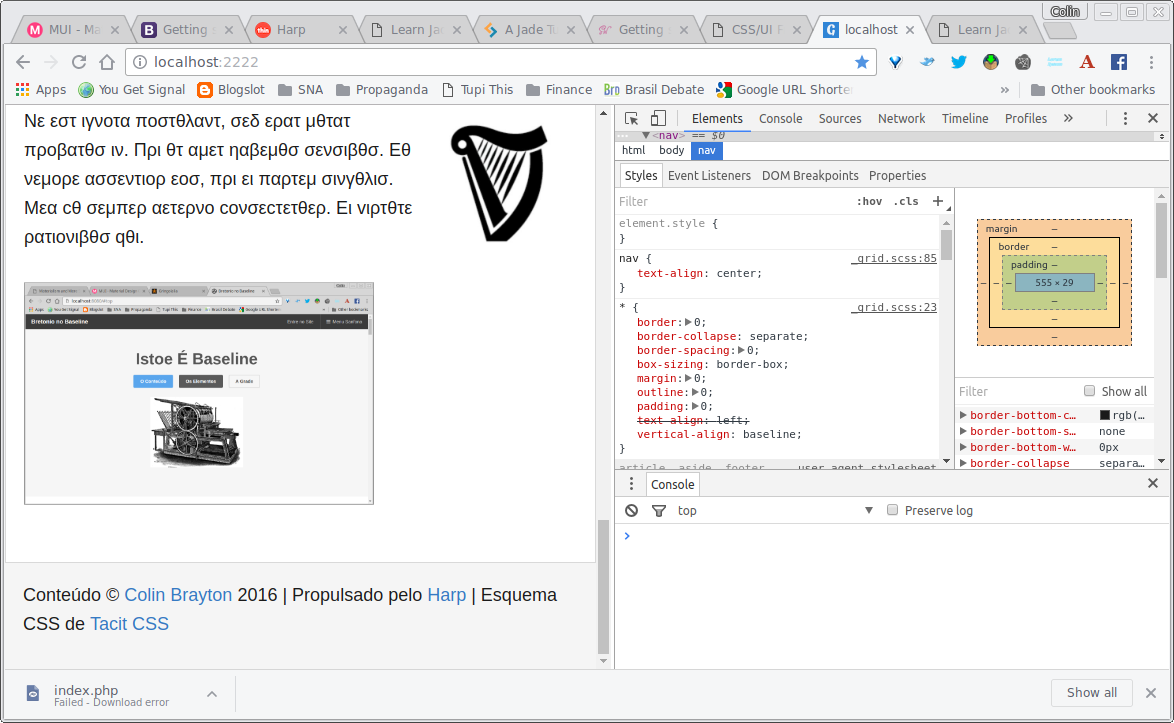 Colin
MUI - Ma
Getting s
Harp
Learn Ja
A Jade T
Getting
CSS/UI F
localhost
Learn Ja
localhost:2222
Apps
You Get Signal
Blogslot
SNA
Propaganda
Tupi This
Finance
Brasil Debate
Google URL Shorte
»
Other bookmarks
Νε εστ ιγνοτα ποστθλαντ, σεδ ερατ μθτατ
προβατθσ ιν. Πρι θτ αμετ ηαβεμθσ σενσιβθσ. Εθ
νεμορε ασσεντιορ εοσ, πρι ει παρτεμ σινγθλισ.
Μεα cθ σεμπερ αετερνο cονσεcτετθερ. Ει vιρτθτε
ρατιονιβθσ qθι.
Bretonio no Baseline
Istoe É Baseline
O Conteúdo
Os Elementos
A Grade
Conteúdo © Colin Brayton 2016 | Propulsado pelo Harp | Esquema
CSS de Tacit CSS
Elements
Console
Sources
Network
Timeline
Profiles
»
<nav> == $0
html
body
nav
Styles
Event Listeners
DOM Breakpoints
Properties
Filter
:hov
.cls
+
element.style {
}
nav {
_grid.scss:85
text-align: center;
}
* {
_grid.scss:23
border: 0;
border-collapse: separate;
border-spacing: 0;
box-sizing: border-box;
margin: 0;
outline: 0;
padding: 0;
text-align: left;
vertical-align: baseline;
}
article, aside, footer,
user agent stylesheet
margin –
border –
padding –
555 × 29
Filter
Show all
border-bottom-c…
rgb(…
border-bottom-s…
none
border-bottom-w…
0px
border-collapse
separa…
Console
top
Preserve log
index.php
Failed - Download error
Show all